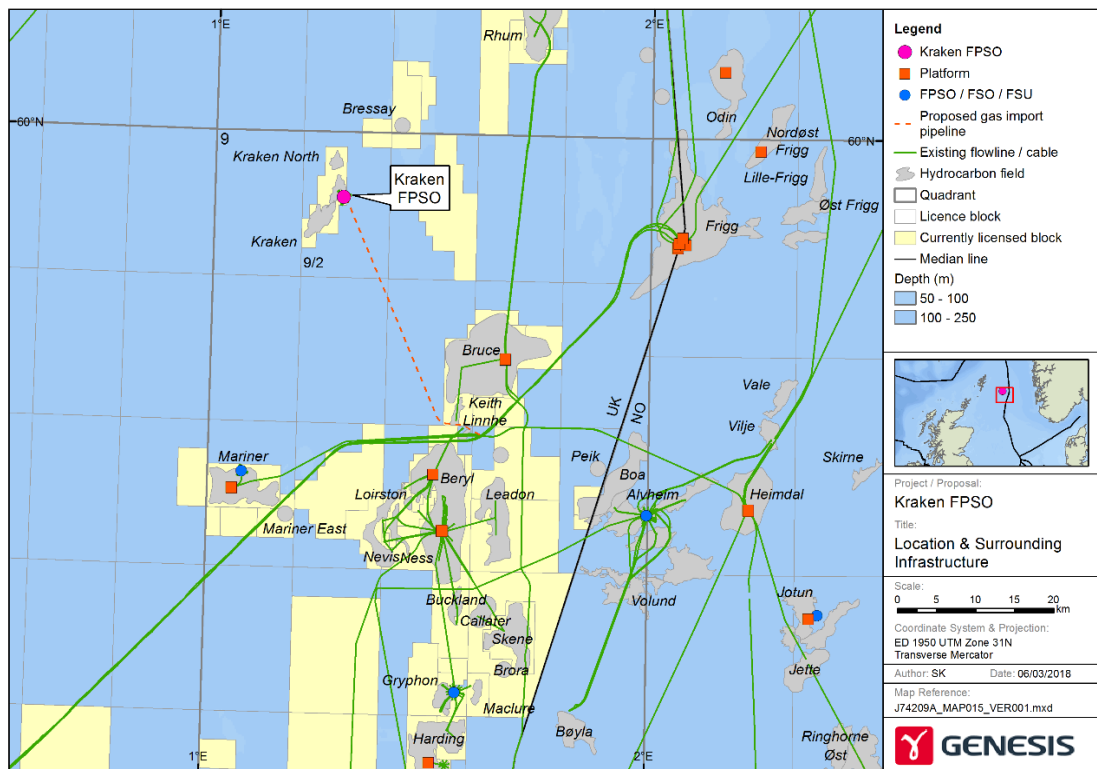 1°E
2°E
Rhum
Bressay
Odin
60°N
60°N
9
Nordøst
Frigg
Kraken North
Lille-Frigg
Kraken
FPSO
Øst Frigg
Frigg
Kraken
9/2
Bruce
Vale
Keith
Linnhe
UK
NO
Vilje
Mariner
Peik
Boa
Skirne
Beryl
Loirston
Leadon
Alvheim
Heimdal
Mariner East
Nevis
Ness
Buckland
Volund
Jotun
Callater
Skene
Brora
Jette
Gryphon
Maclure
Harding
Bøyla
Ringhorne
Øst
1°E
2°E
Legend
Kraken FPSO
Platform
FPSO / FSO / FSU
Proposed gas import
pipeline
Existing flowline / cable
Hydrocarbon field
Quadrant
Licence block
Currently licensed block
Median line
Depth (m)
50 - 100
100 - 250
Project / Proposal:
Kraken FPSO
Title:
Location & Surrounding
Infrastructure
Scale:
0 5 10 15 20
km
Coordinate System & Projection:
ED 1950 UTM Zone 31N
Transverse Mercator
Author: SK Date: 06/03/2018
Map Reference:
J74209A_MAP015_VER001.mxd
GENESIS